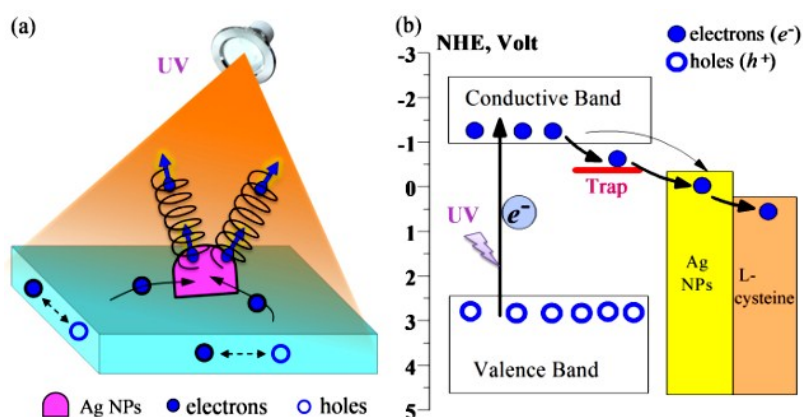 (a)
UV
Ag NPs
electrons
holes
(b)
NHE, Volt
electrons (e⁻)
holes (h⁺)
-3
-2
-1
0
1
2
3
4
5
Conductive Band
Trap
UV
e⁻
Ag
NPs
L-
cysteine
Valence Band